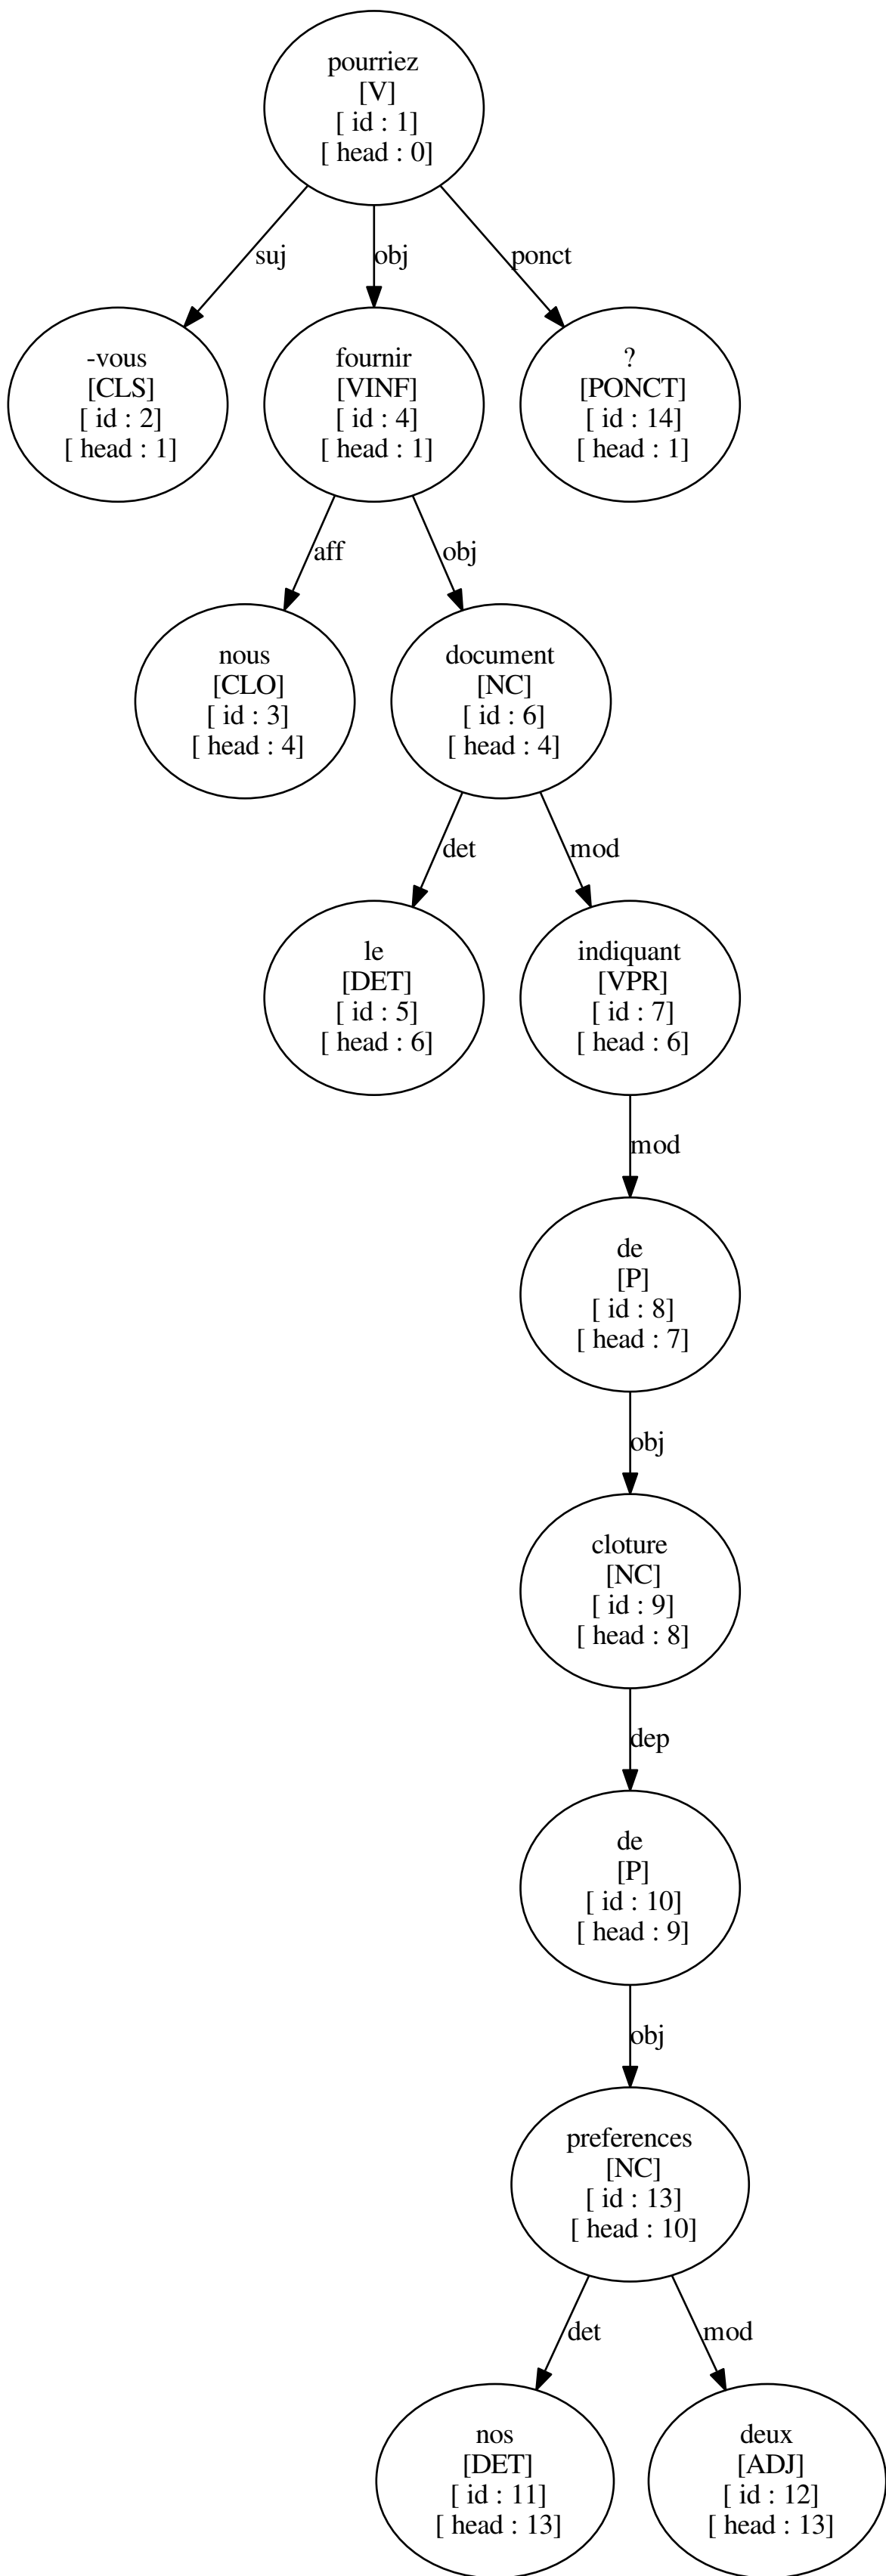 pourriez
[V]
[ id : 1]
[ head : 0]
suj
obj
ponct
-vous
[CLS]
[ id : 2]
[ head : 1]
fournir
[VINF]
[ id : 4]
[ head : 1]
?
[PONCT]
[ id : 14]
[ head : 1]
aff
obj
nous
[CLO]
[ id : 3]
[ head : 4]
document
[NC]
[ id : 6]
[ head : 4]
det
mod
le
[DET]
[ id : 5]
[ head : 6]
indiquant
[VPR]
[ id : 7]
[ head : 6]
mod
de
[P]
[ id : 8]
[ head : 7]
obj
cloture
[NC]
[ id : 9]
[ head : 8]
dep
de
[P]
[ id : 10]
[ head : 9]
obj
preferences
[NC]
[ id : 13]
[ head : 10]
det
mod
nos
[DET]
[ id : 11]
[ head : 13]
deux
[ADJ]
[ id : 12]
[ head : 13]